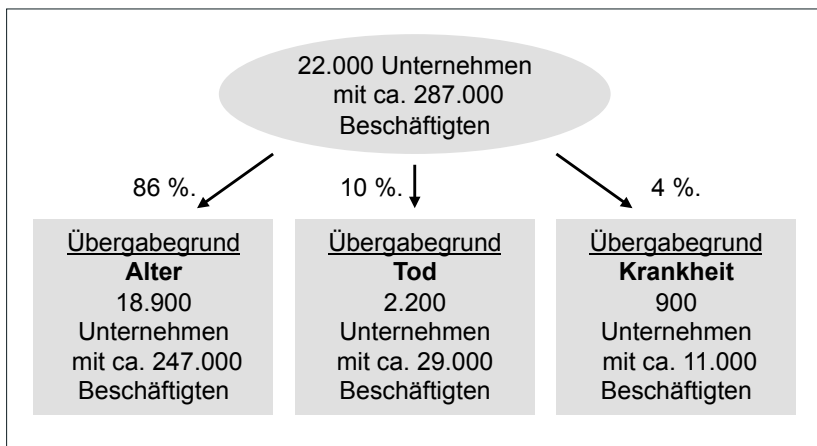 22.000 Unternehmen
mit ca. 287.000
Beschäftigten
86 %.
10 %.
4 %.
Übergabegrund
Alter
18.900
Unternehmen
mit ca. 247.000
Beschäftigten
Übergabegrund
Tod
2.200
Unternehmen
mit ca. 29.000
Beschäftigten
Übergabegrund
Krankheit
900
Unternehmen
mit ca. 11.000
Beschäftigten